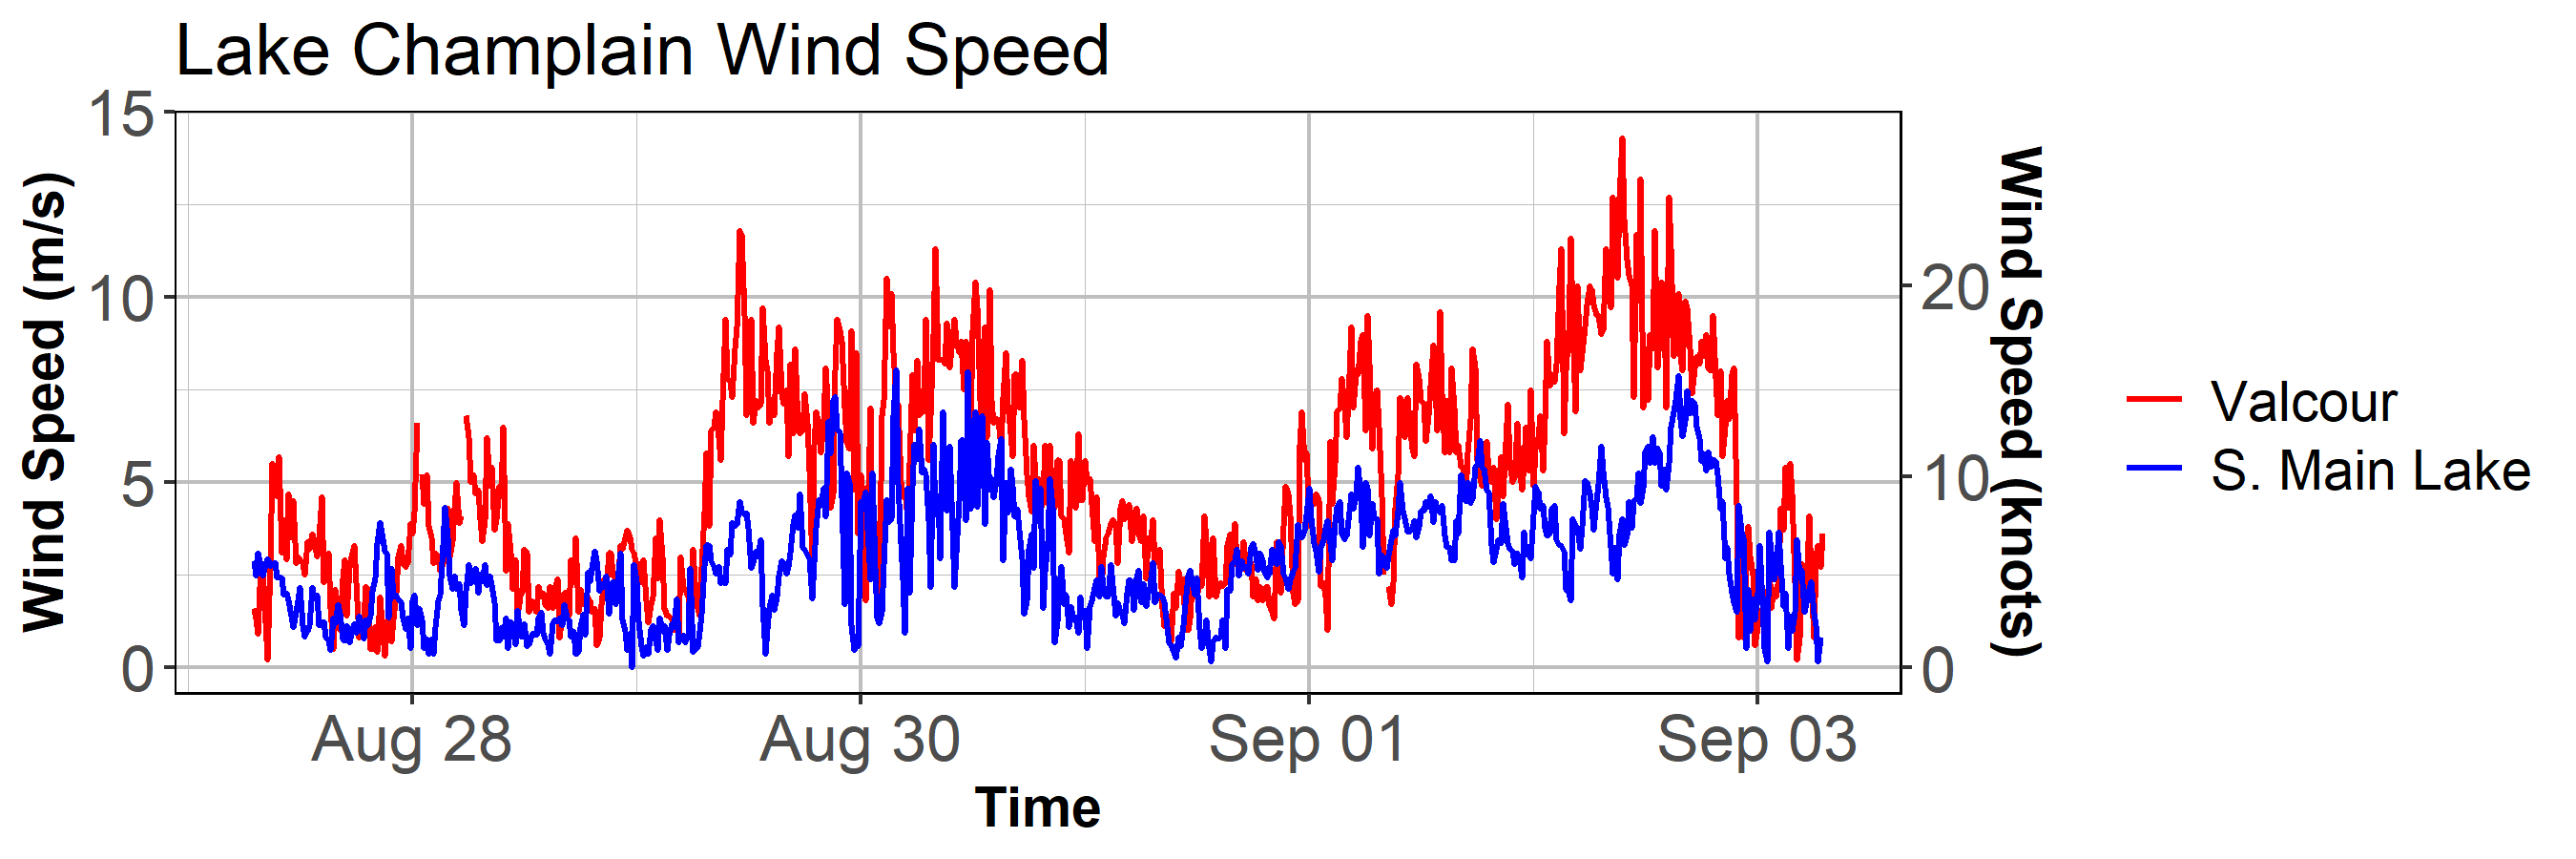 Lake Champlain Wind Speed
Wind Speed (m/s)
15
10
5
0
Aug 28
Aug 30
Sep 01
Sep 03
Time
20
10
0
Wind Speed (knots)
Valcour
S. Main Lake